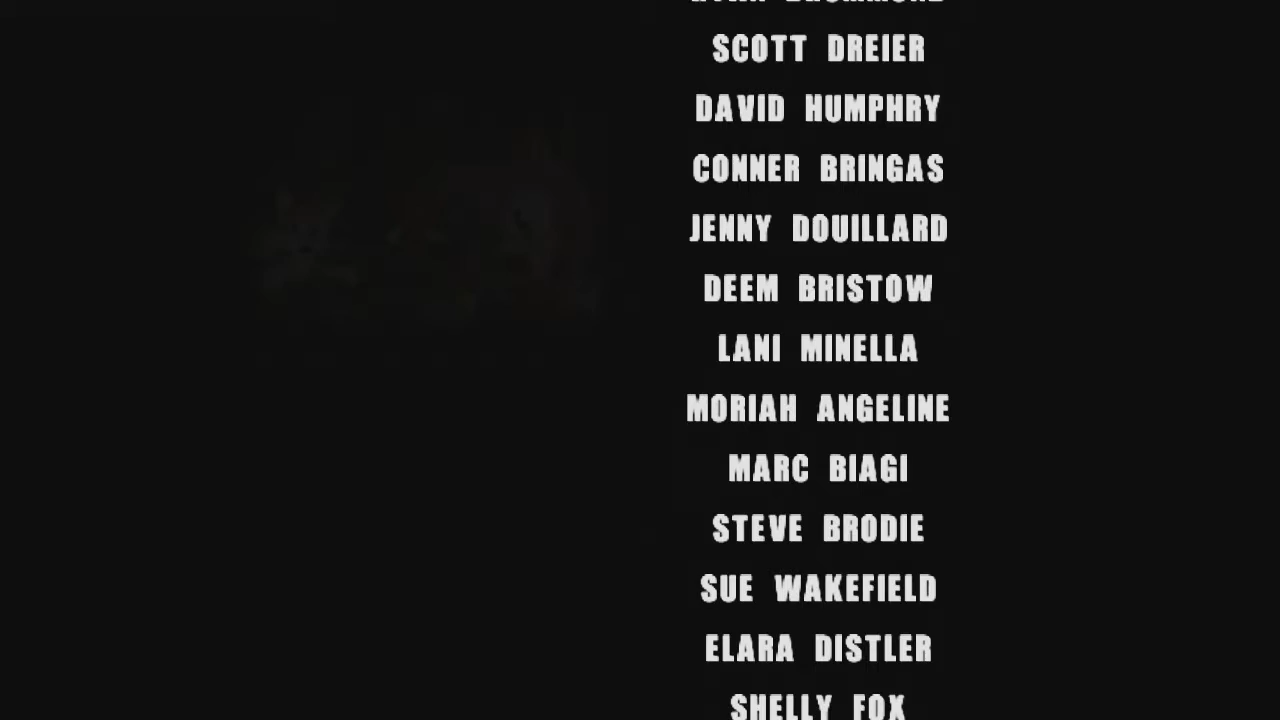 SCOTT DREIER
DAVID HUMPHRY
CONNER BRINGAS
JENNY DOUILLARD
DEEM BRISTOW
LANI MINELLA
MORIAH ANGELINE
MARC BIAGI
STEVE BRODIE
SUE WAKEFIELD
ELARA DISTLER
SHELLY FOX